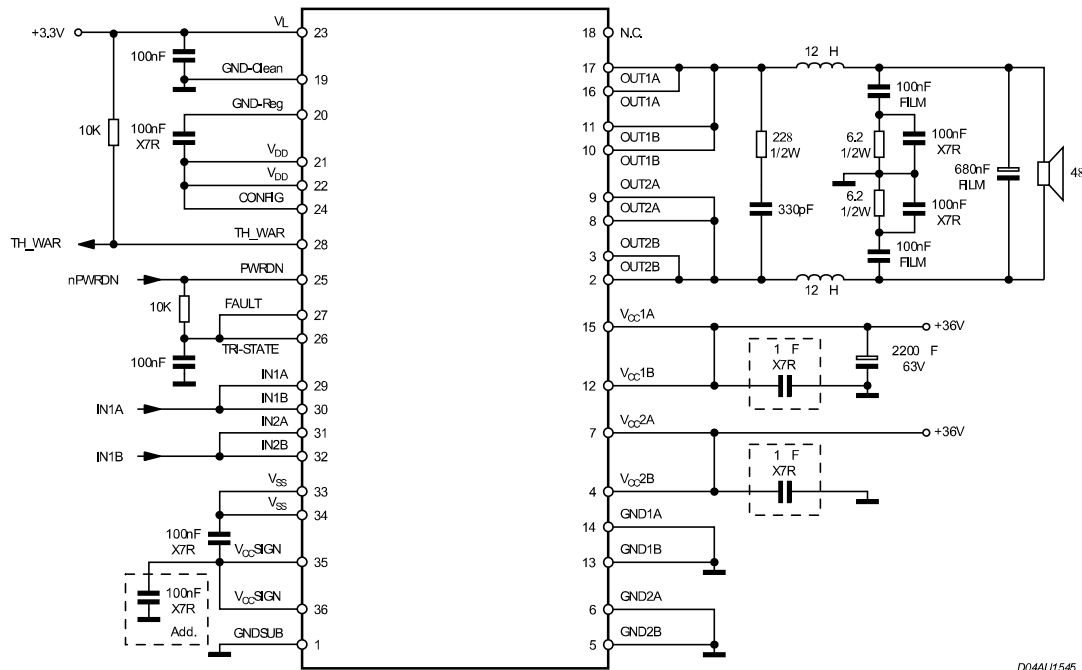 +3.3V
VL
23
100nF
GND-Clean
19
GND-Reg
20
10K
100nF
X7R
VDD
21
VDD
22
CONFIG
24
TH_WAR
TH_WAR
28
nPWRDN
PWRDN
25
10K
FAULT
27
26
TRI-STATE
100nF
IN1A
29
IN1A
IN1B
30
IN2A
31
IN1B
IN2B
32
VSS
33
VSS
34
100nF
X7R
VCCSIGN
35
100nF
X7R
Add.
VCCSIGN
36
GNDSUB
1
18 N.C.
17
OUT1A
16
OUT1A
11
OUT1B
10
OUT1B
OUT2A
9
OUT2A
8
OUT2B
3
OUT2B
2
12 H
228
1/2W
330pF
12 H
100nF
FILM
6.2
1/2W
100nF
X7R
6.2
1/2W
100nF
X7R
100nF
FILM
680nF
FILM
48
VCC1A
15
+36V
1 F
X7R
2200 F
63V
VCC1B
12
VCC2A
7
+36V
1 F
X7R
VCC2B
4
GND1A
14
GND1B
13
GND2A
6
GND2B
5
D04AU1545